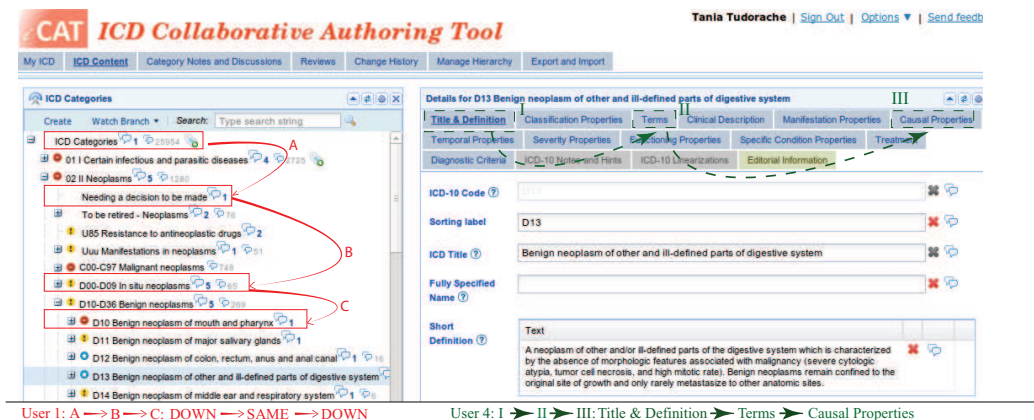 Tania Tudorache | Sign Out | Options ▼ | Send feedb
iCAT ICD Collaborative Authoring Tool
My ICD ICD Content Category Notes and Discussions Reviews Change History Manage Hierarchy Export and Import
ICD Categories
Create Watch Branch ▾ Search: Type search string
ICD Categories 1 25954
A
01 I Certain infectious and parasitic diseases 4 2725
02 II Neoplasms 5 1280
Needing a decision to be made 1
To be retired - Neoplasms 2 76
U85 Resistance to antineoplastic drugs 2
Uuu Manifestations in neoplasms 1 51
B
C00-C97 Malignant neoplasms 748
D00-D09 In situ neoplasms 5 65
D10-D36 Benign neoplasms 5 269
C
D10 Benign neoplasm of mouth and pharynx 1
D11 Benign neoplasm of major salivary glands 1
D12 Benign neoplasm of colon, rectum, anus and anal canal 1 16
D13 Benign neoplasm of other and ill-defined parts of digestive system
D14 Benign neoplasm of middle ear and respiratory system 1 6
Details for D13 Benign neoplasm of other and ill-defined parts of digestive system
I II III
Title & Definition Classification Properties Terms Clinical Description Manifestation Properties Causal Properties
Temporal Properties Severity Properties Functioning Properties Specific Condition Properties Treatment
Diagnostic Criteria ICD-10 Notes and Hints ICD-10 Linearizations Editorial Information
ICD-10 Code ? D13
Sorting label D13
ICD Title ? Benign neoplasm of other and ill-defined parts of digestive system
Fully Specified
Name ?
Short
Definition ?
Text
A neoplasm of other and/or ill-defined parts of the digestive system which is characterized
by the absence of morphologic features associated with malignancy (severe cytologic
atypia, tumor cell necrosis, and high mitotic rate). Benign neoplasms remain confined to the
original site of growth and only rarely metastasize to other anatomic sites.
User 1: A → B → C: DOWN → SAME → DOWN
User 4: I → II → III: Title & Definition → Terms → Causal Properties